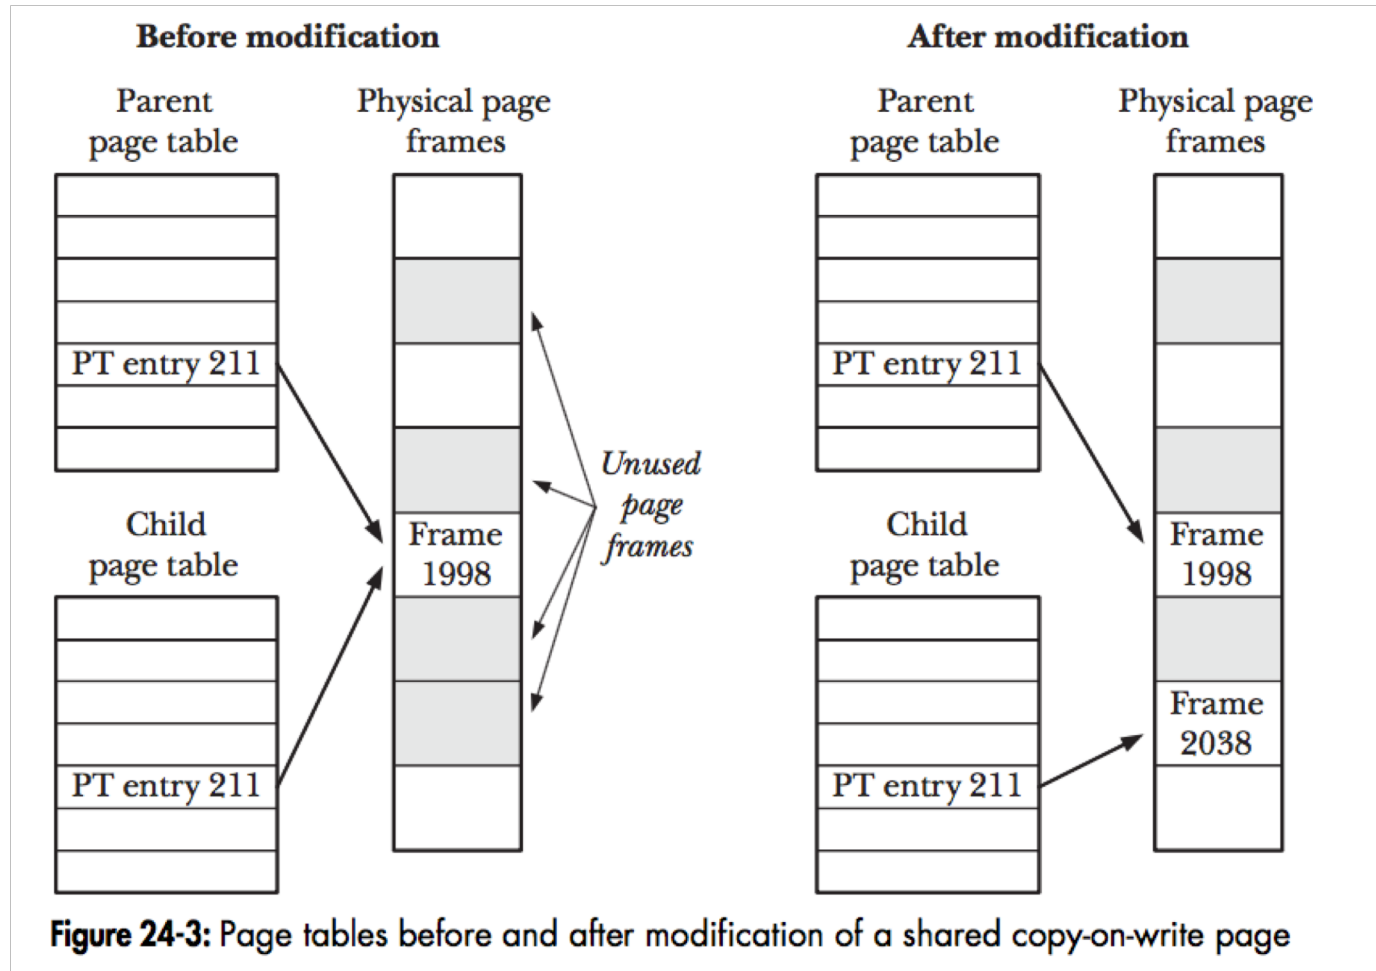 Before modification
Parent
page table
Physical page
frames
PT entry 211
Child
page table
PT entry 211
Frame
1998
Unused
page
frames
After modification
Parent
page table
Physical page
frames
PT entry 211
Child
page table
PT entry 211
Frame
1998
Frame
2038
Figure 24-3: Page tables before and after modification of a shared copy-on-write page